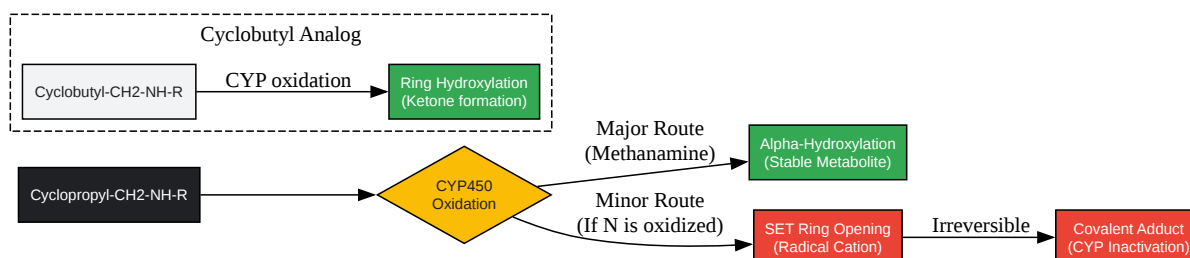 Cyclobutyl Analog
Cyclobutyl-CH2-NH-R
CYP oxidation
Ring Hydroxylation
(Ketone formation)
Cyclopropyl-CH2-NH-R
CYP450
Oxidation
Major Route
(Methanamine)
Alpha-Hydroxylation
(Stable Metabolite)
Minor Route
(If N is oxidized)
SET Ring Opening
(Radical Cation)
Irreversible
Covalent Adduct
(CYP Inactivation)